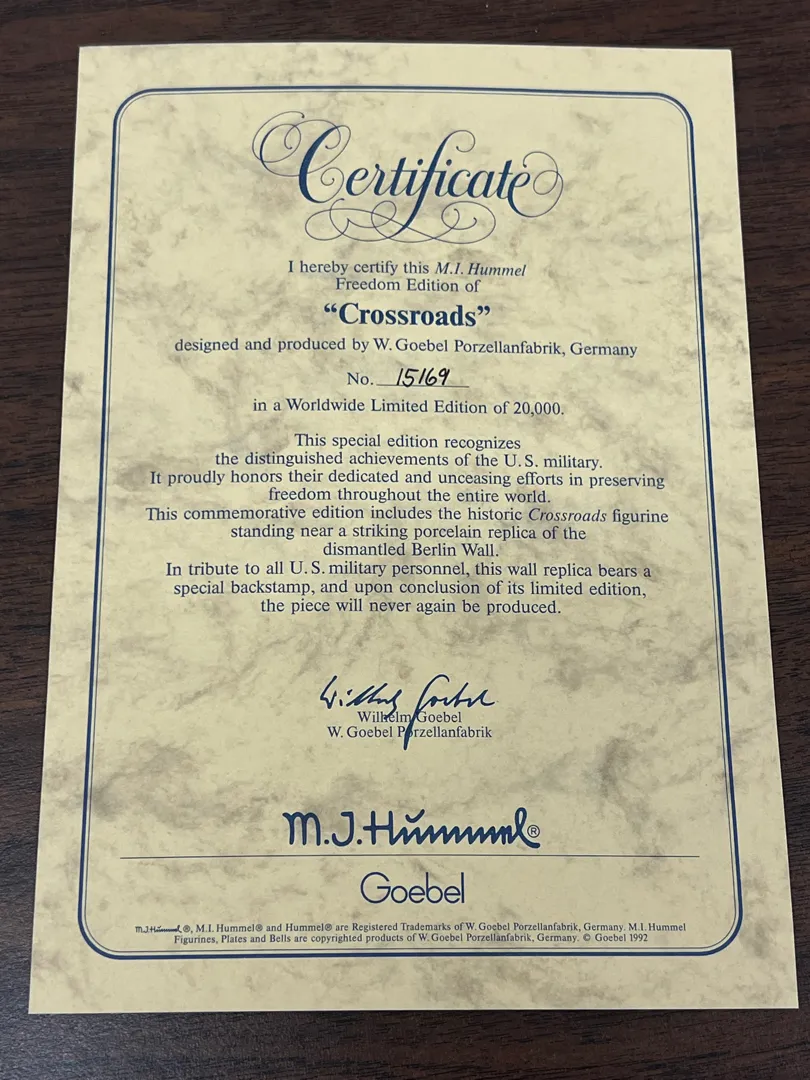 Certificate
I hereby certify this M.I. Hummel
Freedom Edition of
“Crossroads”
designed and produced by W. Goebel Porzellanfabrik, Germany
No. 15169
in a Worldwide Limited Edition of 20,000.
This special edition recognizes
the distinguished achievements of the U.S. military.
It proudly honors their dedicated and unceasing efforts in preserving
freedom throughout the entire world.
This commemorative edition includes the historic Crossroads figurine
standing near a striking porcelain replica of the
dismantled Berlin Wall.
In tribute to all U.S. military personnel, this wall replica bears a
special backstamp, and upon conclusion of its limited edition,
the piece will never again be produced.
Wilhelm Goebel
Wilhelm Goebel
W. Goebel Porzellanfabrik
M.J.Hummel®
Goebel
M.J.Hummel®, M.I. Hummel® and Hummel® are Registered Trademarks of W. Goebel Porzellanfabrik, Germany. M.I. Hummel
Figurines, Plates and Bells are copyrighted products of W. Goebel Porzellanfabrik, Germany. © Goebel 1992